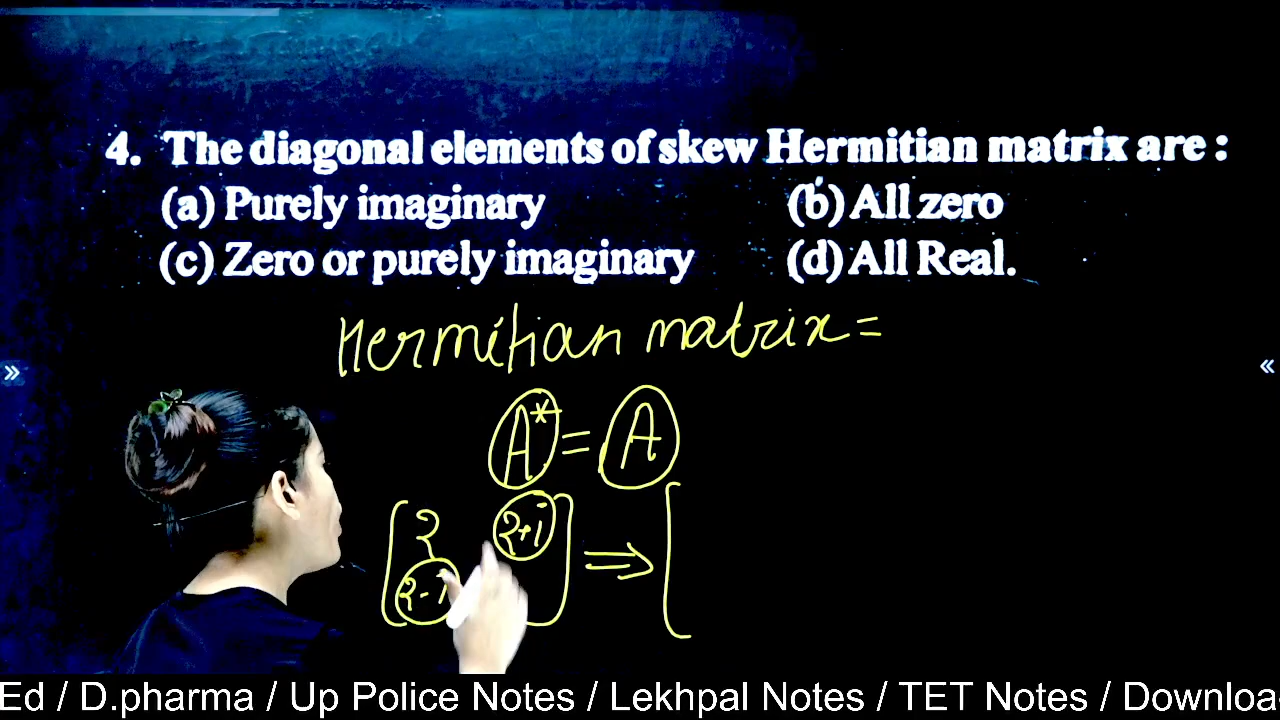 4. The diagonal elements of skew Hermitian matrix are :
(a) Purely imaginary (b) All zero
(c) Zero or purely imaginary (d) All Real.
Hermitian matrix =
A* = A
[ 2 2+i ] ⇒ [
2-i
Ed / D.pharma / Up Police Notes / Lekhpal Notes / TET Notes / Downloa